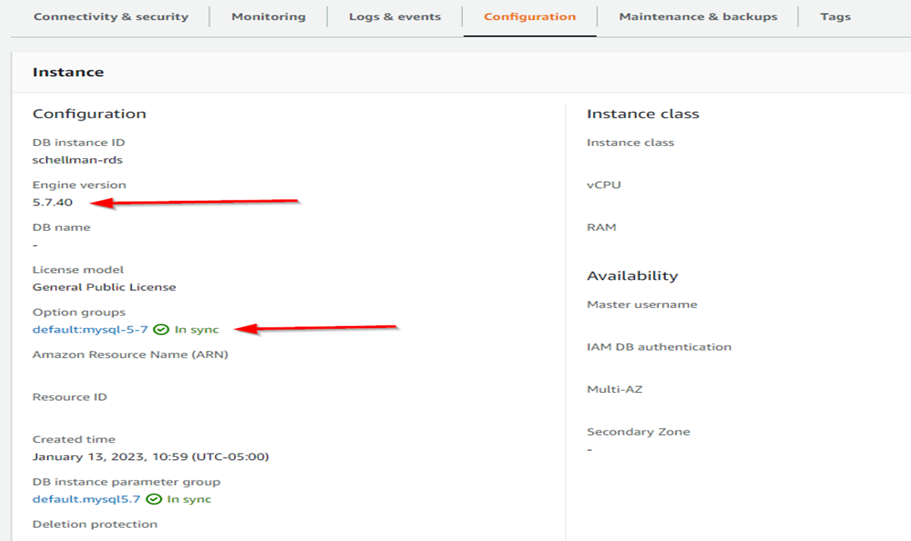 Connectivity & security
Monitoring
Logs & events
Configuration
Maintenance & backups
Tags
Instance
Configuration
DB instance ID
schellman-rds
Engine version
5.7.40
DB name
-
License model
General Public License
Option groups
default:mysql-5-7 In sync
Amazon Resource Name (ARN)
Resource ID
Created time
January 13, 2023, 10:59 (UTC-05:00)
DB instance parameter group
default.mysql5.7 In sync
Deletion protection
Instance class
Instance class
vCPU
RAM
Availability
Master username
IAM DB authentication
Multi-AZ
Secondary Zone
-